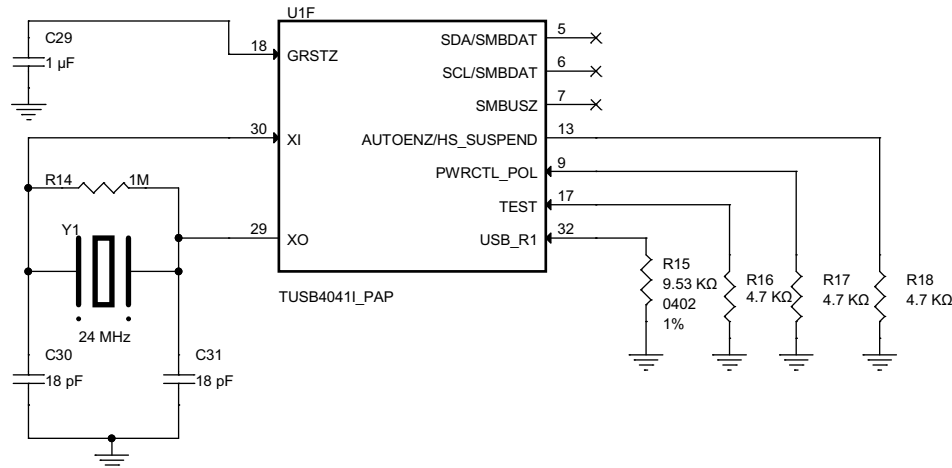 U1F
C29
1 µF
18
GRSTZ
SDA/SMBDAT
5
SCL/SMBDAT
6
SMBUSZ
7
30
XI
AUTOENZ/HS_SUSPEND
13
PWRCTL_POL
9
R14
1M
TEST
17
Y1
29
XO
USB_R1
32
R15
9.53 KΩ
0402
1%
R16
4.7 KΩ
R17
4.7 KΩ
R18
4.7 KΩ
TUSB4041I_PAP
24 MHz
C30
18 pF
C31
18 pF